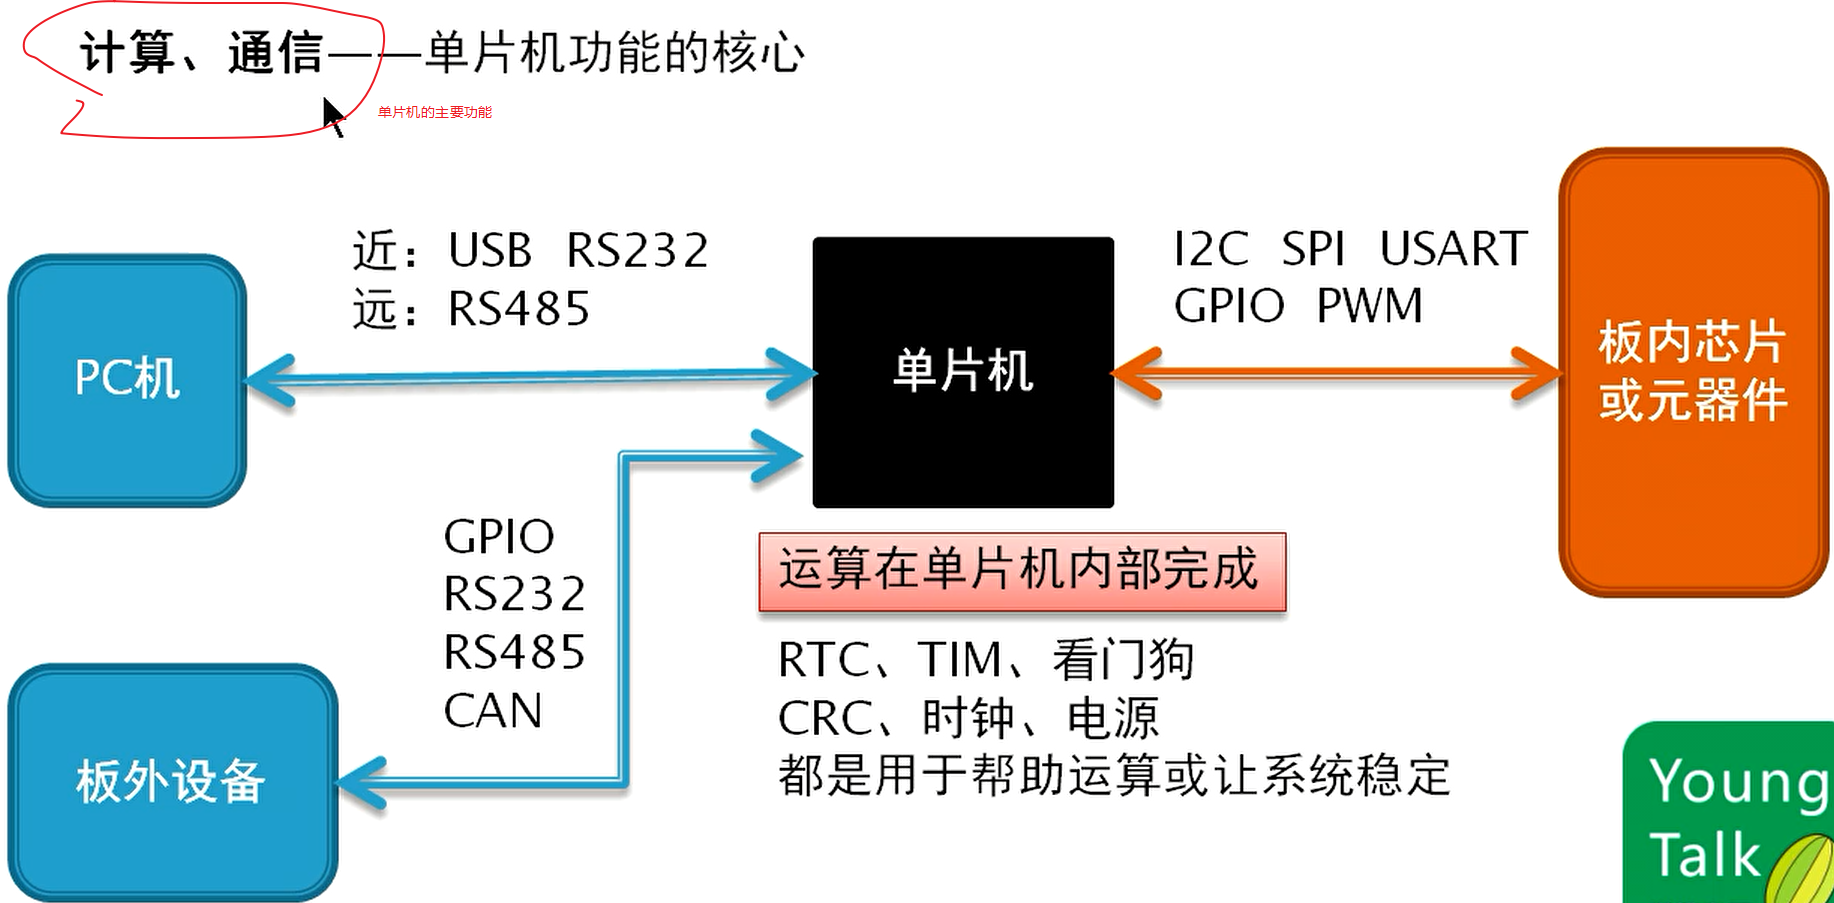 计算、通信——单片机功能的核心
单片机的主要功能
近：USB RS232
远：RS485
I2C SPI USART
GPIO PWM
PC机
单片机
板内芯片
或元器件
GPIO
RS232
RS485
CAN
运算在单片机内部完成
RTC、TIM、看门狗
CRC、时钟、电源
都是用于帮助运算或让系统稳定
板外设备
Young
Talk